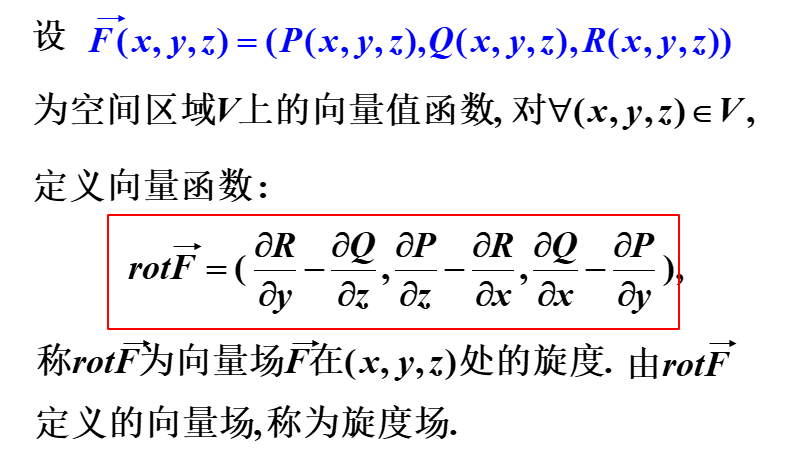 设 $\vec{F}(x,y,z)=(P(x,y,z),Q(x,y,z),R(x,y,z))$
为空间区域V上的向量值函数, 对∀(x,y,z)∈V,
定义向量函数:
$rot\vec{F}=(\frac{\partial R}{\partial y}-\frac{\partial Q}{\partial z},\frac{\partial P}{\partial z}-\frac{\partial R}{\partial x},\frac{\partial Q}{\partial x}-\frac{\partial P}{\partial y}),$
称$rot\vec{F}$为向量场$\vec{F}$在(x,y,z)处的旋度. 由$rot\vec{F}$
定义的向量场,称为旋度场.